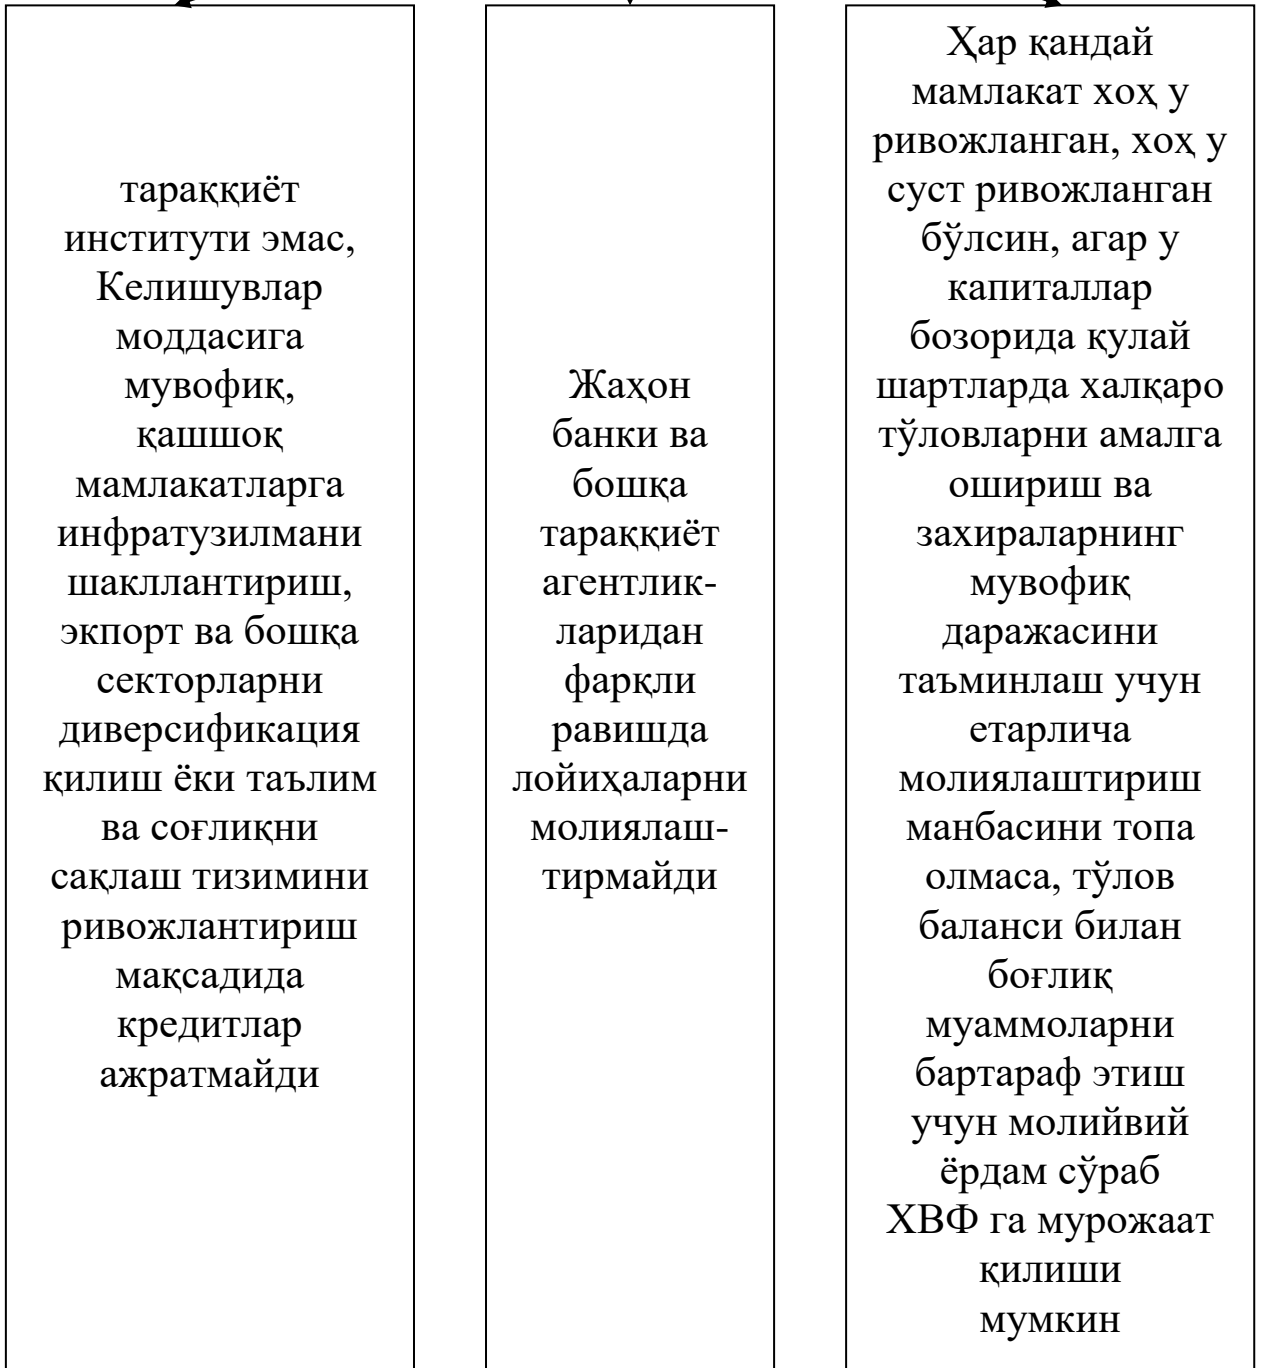 тараққиёт
институти эмас,
Келишувлар
моддасига
мувофиқ,
қашшоқ
мамлакатларга
инфратузилмани
шакллантириш,
экпорт ва бошқа
секторларни
диверсификация
қилиш ёки таълим
ва соғлиқни
сақлаш тизимини
ривожлантириш
мақсадида
кредитлар
ажратмайди
Жаҳон
банки ва
бошқа
тараққиёт
агентлик-
ларидан
фарқли
равишда
лойиҳаларни
молиялаш-
тирмайди
Ҳар қандай
мамлакат хоҳ у
ривожланган, хоҳ у
суст ривожланган
бўлсин, агар у
капиталлар
бозорида қулай
шартларда халқаро
тўловларни амалга
ошириш ва
захираларнинг
мувофиқ
даражасини
таъминлаш учун
етарлича
молиялаштириш
манбасини топа
олмаса, тўлов
баланси билан
боғлиқ
муаммоларни
бартараф этиш
учун молийвий
ёрдам сўраб
ХВФ га мурожаат
қилиши
мумкин